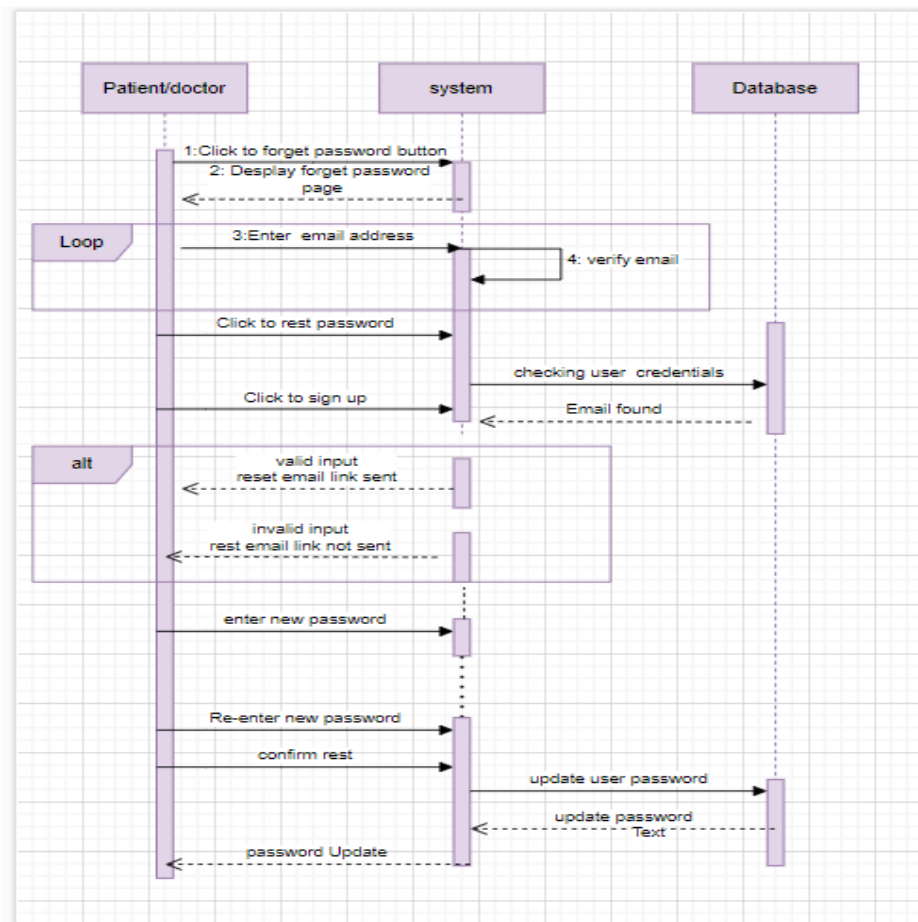 Patient/doctor
system
Database
1:Click to forget password button
2: Desplay forget password
page
Loop
3:Enter email address
4: verify email
Click to rest password
checking user credentials
Click to sign up
Email found
alt
valid input
reset email link sent
invalid input
rest email link not sent
enter new password
Re-enter new password
confirm rest
update user password
update password
Text
password Update